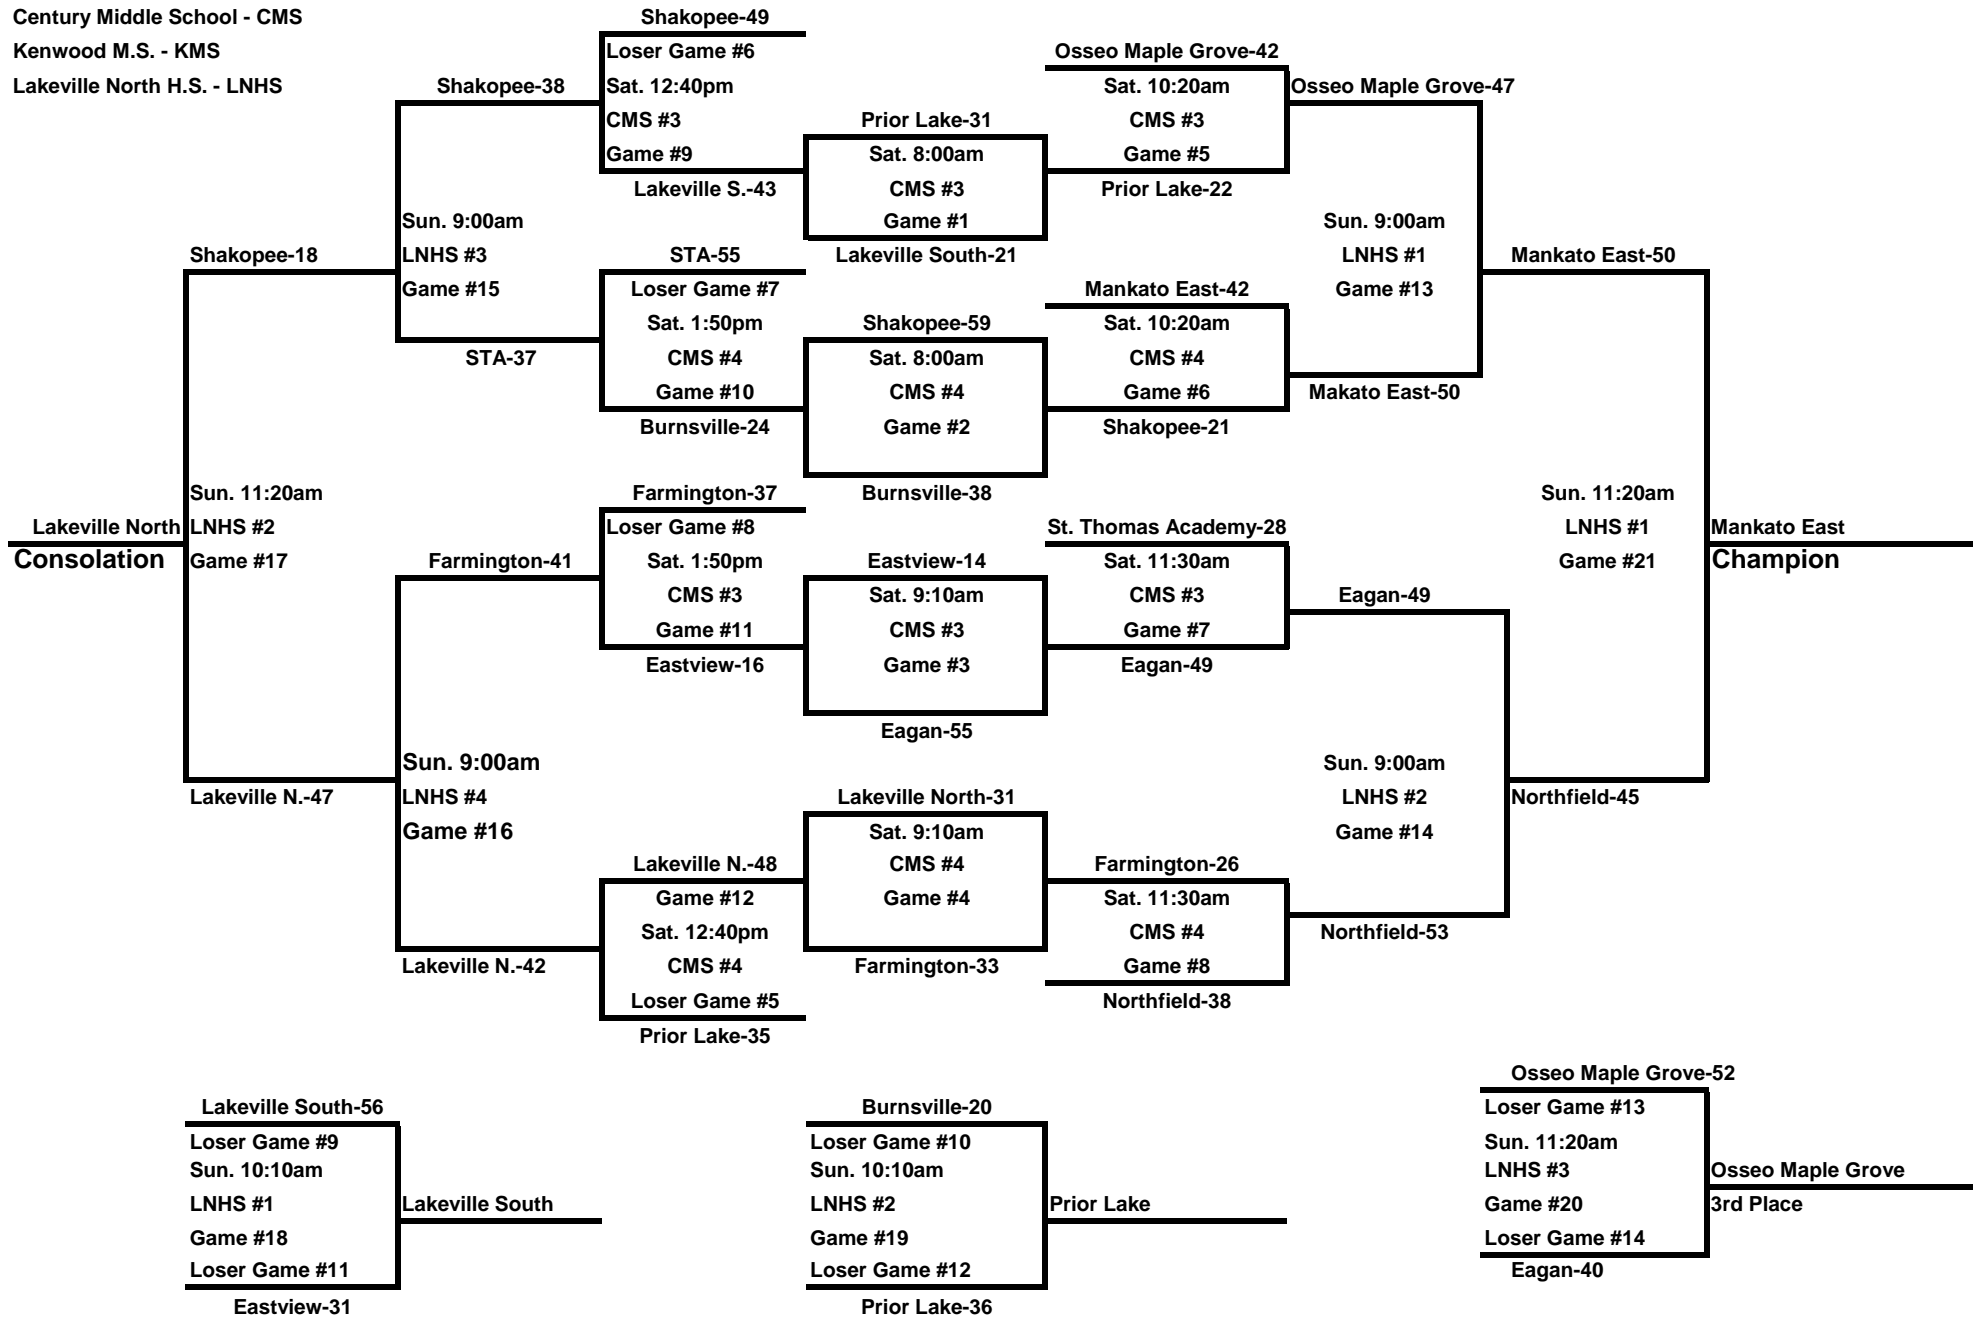 Century Middle School - CMS
Kenwood M.S. - KMS
Lakeville North H.S. - LNHS
Lakeville North
Consolation
Shakopee-18
Sun. 11:20am
LNHS #2
Game #17
Lakeville N.-47
Shakopee-38
Sun. 9:00am
LNHS #3
Game #15
STA-37
Farmington-41
Sun. 9:00am
LNHS #4
Game #16
Lakeville N.-42
Shakopee-49
Loser Game #6
Sat. 12:40pm
CMS #3
Game #9
Lakeville S.-43
STA-55
Loser Game #7
Sat. 1:50pm
CMS #4
Game #10
Burnsville-24
Farmington-37
Loser Game #8
Sat. 1:50pm
CMS #3
Game #11
Eastview-16
Lakeville N.-48
Game #12
Sat. 12:40pm
CMS #4
Loser Game #5
Prior Lake-35
Prior Lake-31
Sat. 8:00am
CMS #3
Game #1
Lakeville South-21
Shakopee-59
Sat. 8:00am
CMS #4
Game #2
Burnsville-38
Eastview-14
Sat. 9:10am
CMS #3
Game #3
Eagan-55
Lakeville North-31
Sat. 9:10am
CMS #4
Game #4
Farmington-33
Osseo Maple Grove-42
Sat. 10:20am
CMS #3
Game #5
Prior Lake-22
Mankato East-42
Sat. 10:20am
CMS #4
Game #6
Shakopee-21
St. Thomas Academy-28
Sat. 11:30am
CMS #3
Game #7
Eagan-49
Farmington-26
Sat. 11:30am
CMS #4
Game #8
Northfield-38
Osseo Maple Grove-47
Sun. 9:00am
LNHS #1
Game #13
Makato East-50
Eagan-49
Sun. 9:00am
LNHS #2
Game #14
Northfield-53
Mankato East-50
Sun. 11:20am
LNHS #1
Game #21
Northfield-45
Mankato East
Champion
Lakeville South-56
Loser Game #9
Sun. 10:10am
LNHS #1
Game #18
Loser Game #11
Eastview-31
Lakeville South
Burnsville-20
Loser Game #10
Sun. 10:10am
LNHS #2
Game #19
Loser Game #12
Prior Lake-36
Prior Lake
Osseo Maple Grove-52
Loser Game #13
Sun. 11:20am
LNHS #3
Game #20
Loser Game #14
Eagan-40
Osseo Maple Grove
3rd Place